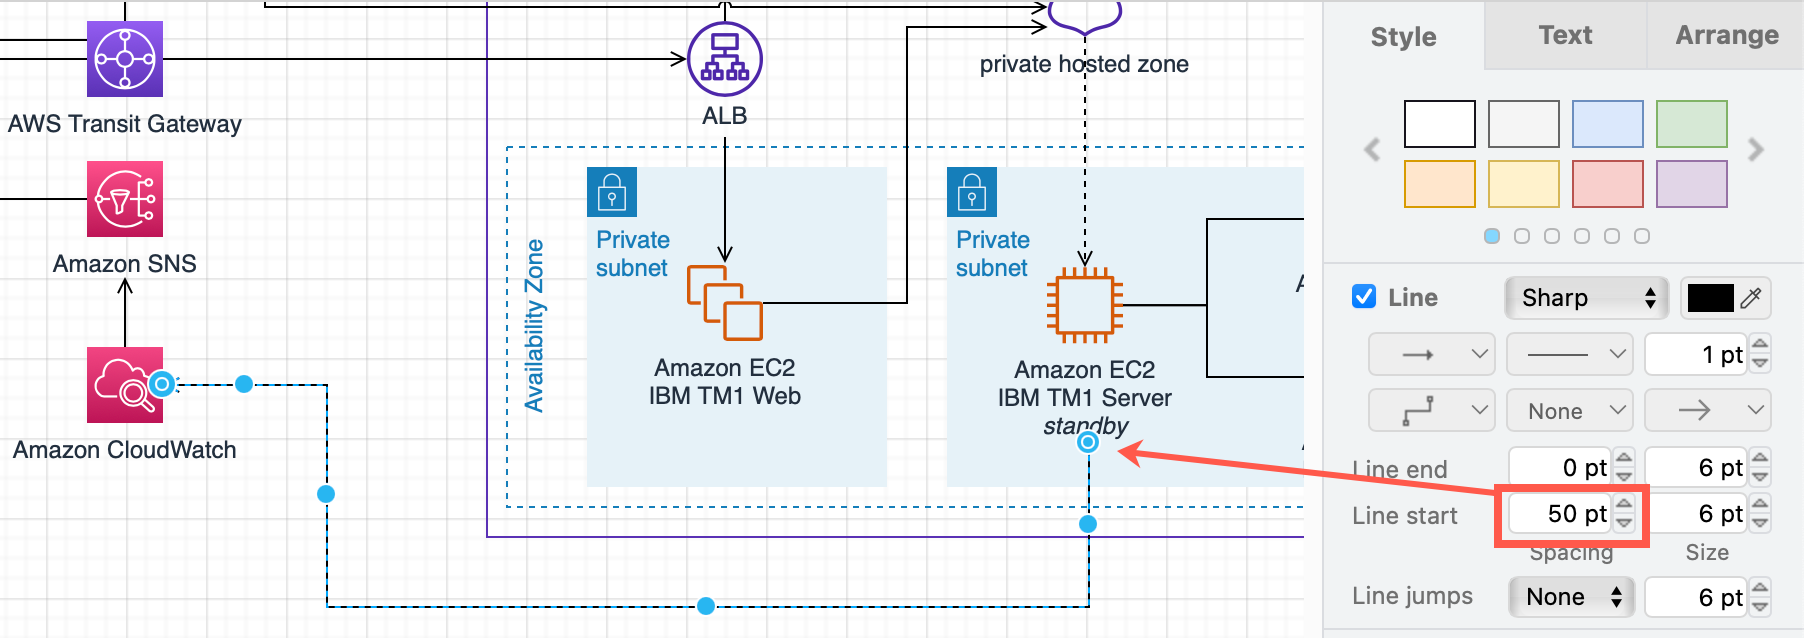 Style
Text
Arrange
private hosted zone
ALB
AWS Transit Gateway
Amazon SNS
Amazon CloudWatch
Availability Zone
Private
subnet
Amazon EC2
IBM TM1 Web
Private
subnet
Amazon EC2
IBM TM1 Server
standby
Line
Sharp
1 pt
None
Line end
0 pt
6 pt
Line start
50 pt
6 pt
Spacing
Size
Line jumps
None
6 pt